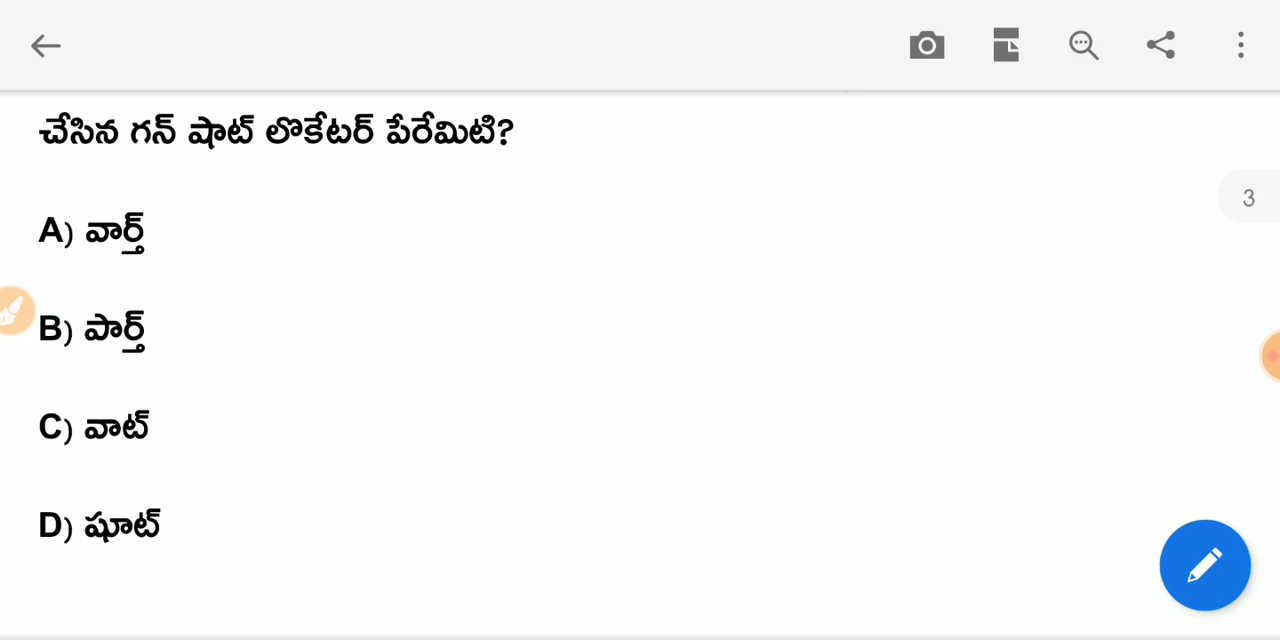 చేసిన గన్ షాట్ లొకేటర్ పేరేమిటి?
3
A) వార్త్
B) పార్త్
C) వాట్
D) షూట్